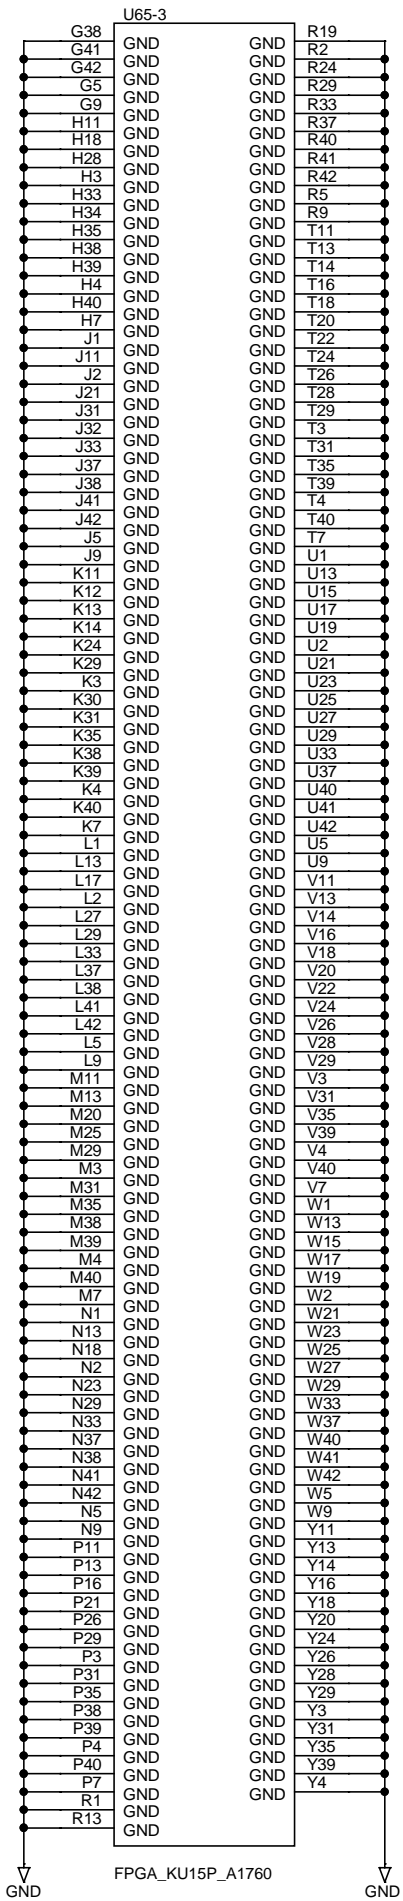 U65-3
G38 GND GND R19
G41 GND GND R2
G42 GND GND R24
G5 GND GND R29
G9 GND GND R33
H11 GND GND R37
H18 GND GND R40
H28 GND GND R41
H3 GND GND R42
H33 GND GND R5
H34 GND GND R9
H35 GND GND T11
H38 GND GND T13
H39 GND GND T14
H4 GND GND T16
H40 GND GND T18
H7 GND GND T20
J1 GND GND T22
J11 GND GND T24
J2 GND GND T26
J21 GND GND T28
J31 GND GND T29
J32 GND GND T3
J33 GND GND T31
J37 GND GND T35
J38 GND GND T39
J41 GND GND T4
J42 GND GND T40
J5 GND GND T7
J9 GND GND U1
K11 GND GND U13
K12 GND GND U15
K13 GND GND U17
K14 GND GND U19
K24 GND GND U2
K29 GND GND U21
K3 GND GND U23
K30 GND GND U25
K31 GND GND U27
K35 GND GND U29
K38 GND GND U33
K39 GND GND U37
K4 GND GND U40
K40 GND GND U41
K7 GND GND U42
L1 GND GND U5
L13 GND GND U9
L17 GND GND V11
L2 GND GND V13
L27 GND GND V14
L29 GND GND V16
L33 GND GND V18
L37 GND GND V20
L38 GND GND V22
L41 GND GND V24
L42 GND GND V26
L5 GND GND V28
L9 GND GND V29
M11 GND GND V3
M13 GND GND V31
M20 GND GND V35
M25 GND GND V39
M29 GND GND V4
M3 GND GND V40
M31 GND GND V7
M35 GND GND W1
M38 GND GND W13
M39 GND GND W15
M4 GND GND W17
M40 GND GND W19
M7 GND GND W2
N1 GND GND W21
N13 GND GND W23
N18 GND GND W25
N2 GND GND W27
N23 GND GND W29
N29 GND GND W33
N33 GND GND W37
N37 GND GND W40
N38 GND GND W41
N41 GND GND W42
N42 GND GND W5
N5 GND GND W9
N9 GND GND Y11
P11 GND GND Y13
P13 GND GND Y14
P16 GND GND Y16
P21 GND GND Y18
P26 GND GND Y20
P29 GND GND Y24
P3 GND GND Y26
P31 GND GND Y28
P35 GND GND Y29
P38 GND GND Y3
P39 GND GND Y31
P4 GND GND Y35
P40 GND GND Y39
P7 GND GND Y4
R1 GND
R13 GND
FPGA_KU15P_A1760
GND GND